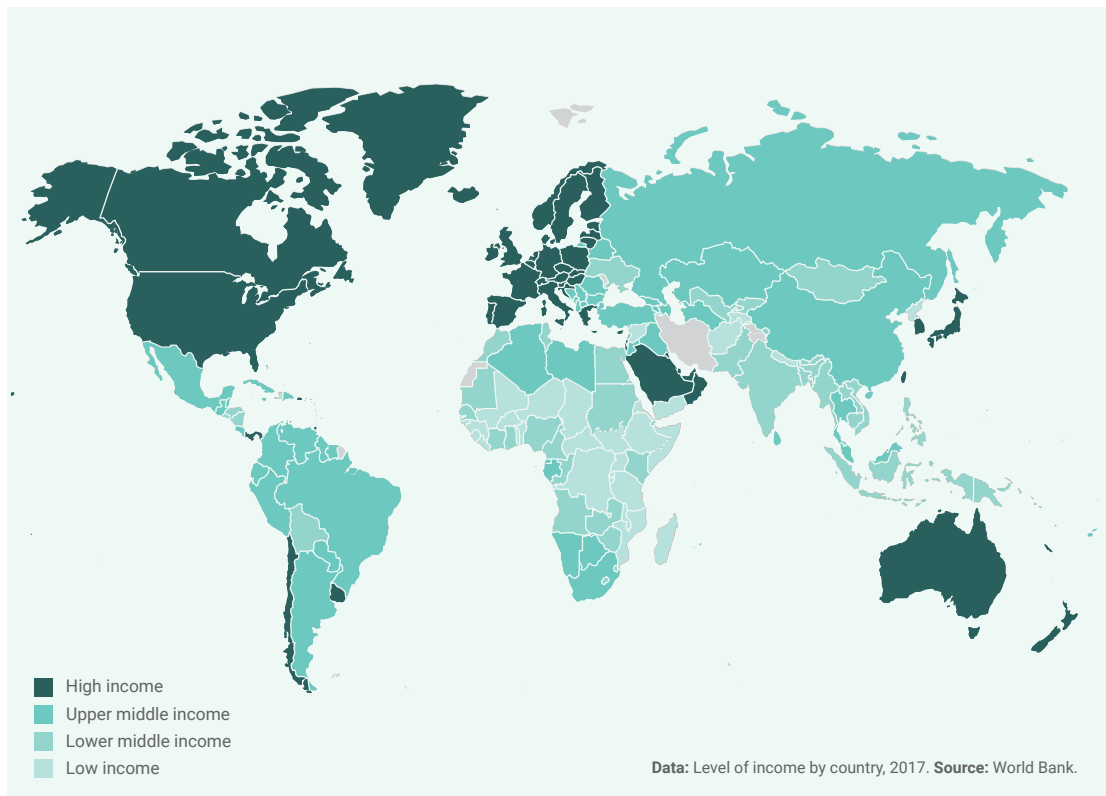 High income
Upper middle income
Lower middle income
Low income
Data: Level of income by country, 2017. Source: World Bank.